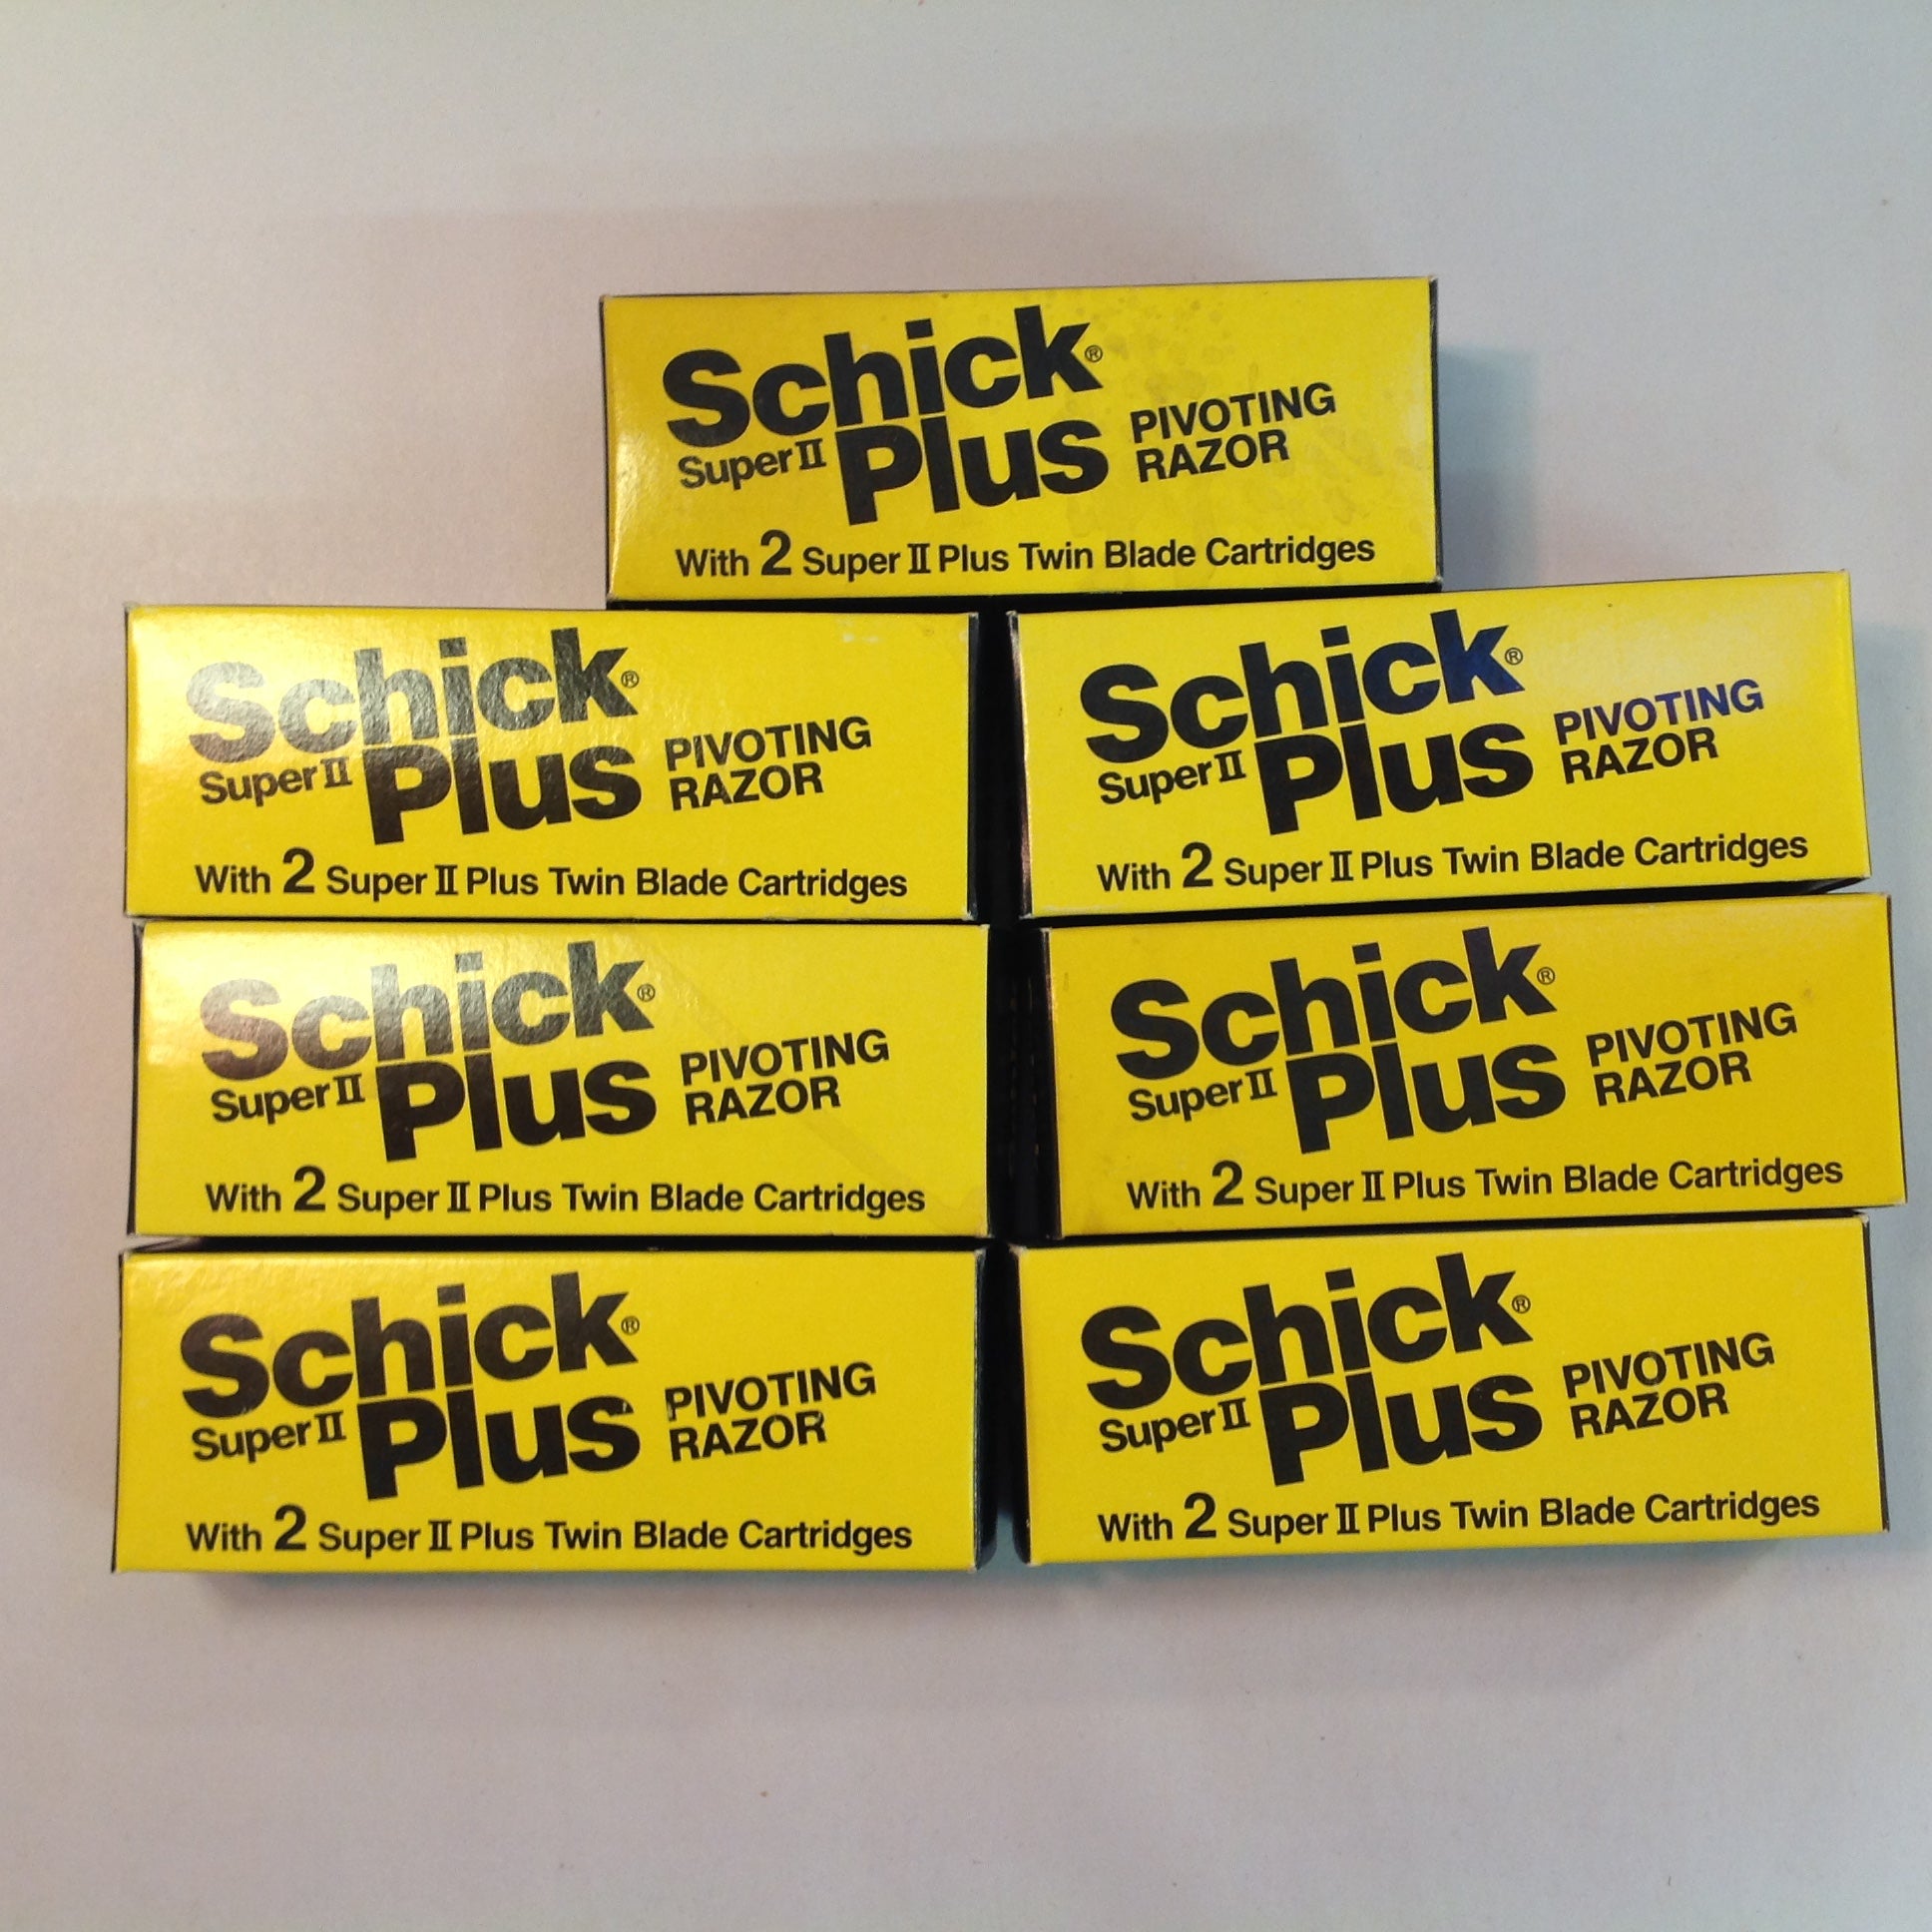 Schick®
Super II Plus PIVOTING
RAZOR
With 2 Super II Plus Twin Blade Cartridges
Schick®
Super II Plus PIVOTING
RAZOR
With 2 Super II Plus Twin Blade Cartridges
Schick®
Super II Plus PIVOTING
RAZOR
With 2 Super II Plus Twin Blade Cartridges
Schick®
Super II Plus PIVOTING
RAZOR
With 2 Super II Plus Twin Blade Cartridges
Schick®
Super II Plus PIVOTING
RAZOR
With 2 Super II Plus Twin Blade Cartridges
Schick®
Super II Plus PIVOTING
RAZOR
With 2 Super II Plus Twin Blade Cartridges
Schick®
Super II Plus PIVOTING
RAZOR
With 2 Super II Plus Twin Blade Cartridges